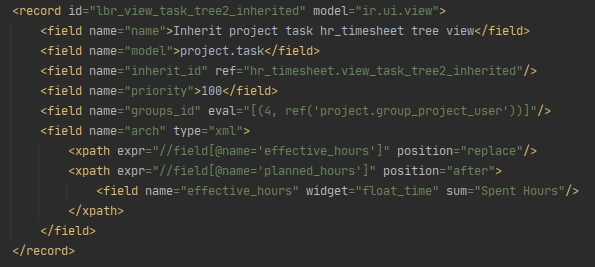 <record id="lbr_view_task_tree2_inherited" model="ir.ui.view">
<field name="name">Inherit project task hr_timesheet tree view</field>
<field name="model">project.task</field>
<field name="inherit_id" ref="hr_timesheet.view_task_tree2_inherited"/>
<field name="priority">100</field>
<field name="groups_id" eval="[(4, ref('project.group_project_user'))]"/>
<field name="arch" type="xml">
<xpath expr="//field[@name='effective_hours']" position="replace"/>
<xpath expr="//field[@name='planned_hours']" position="after">
<field name="effective_hours" widget="float_time" sum="Spent Hours"/>
</xpath>
</field>
</record>